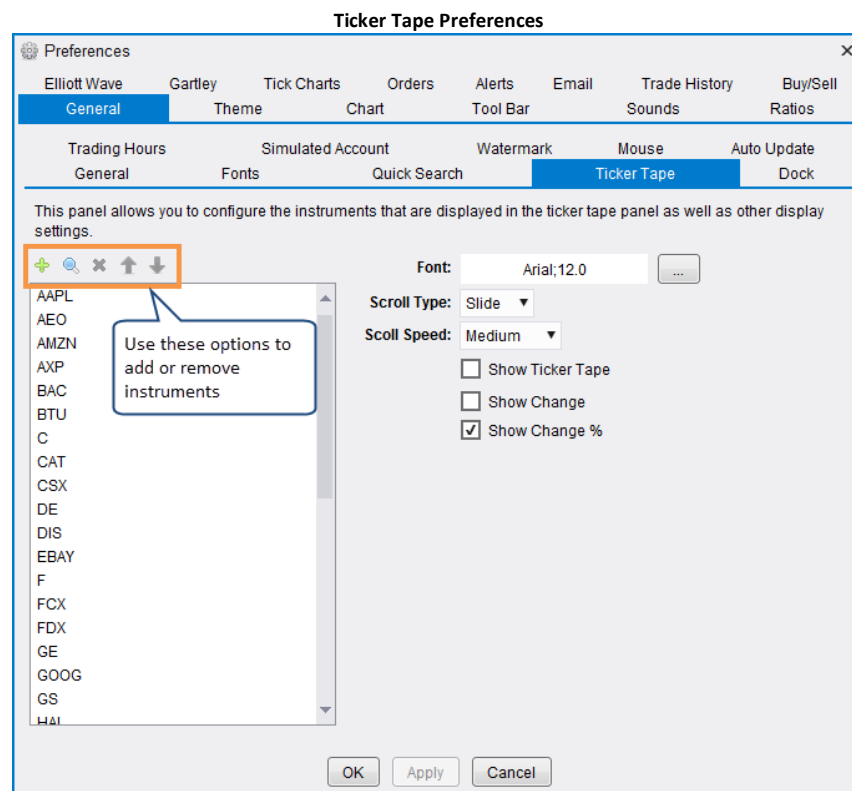 Ticker Tape Preferences
Preferences
Elliott Wave Gartley Tick Charts Orders Alerts Email Trade History Buy/Sell
General Theme Chart Tool Bar Sounds Ratios
Trading Hours Simulated Account Watermark Mouse Auto Update
General Fonts Quick Search Ticker Tape Dock
This panel allows you to configure the instruments that are displayed in the ticker tape panel as well as other display
settings.
Font: Arial;12.0 ...
Scroll Type: Slide
Scoll Speed: Medium
Show Ticker Tape
Show Change
Show Change %
AAPL
AEO
AMZN
AXP
BAC
BTU
C
CAT
CSX
DE
DIS
EBAY
F
FCX
FDX
GE
GOOG
GS
HAL
Use these options to
add or remove
instruments
OK Apply Cancel